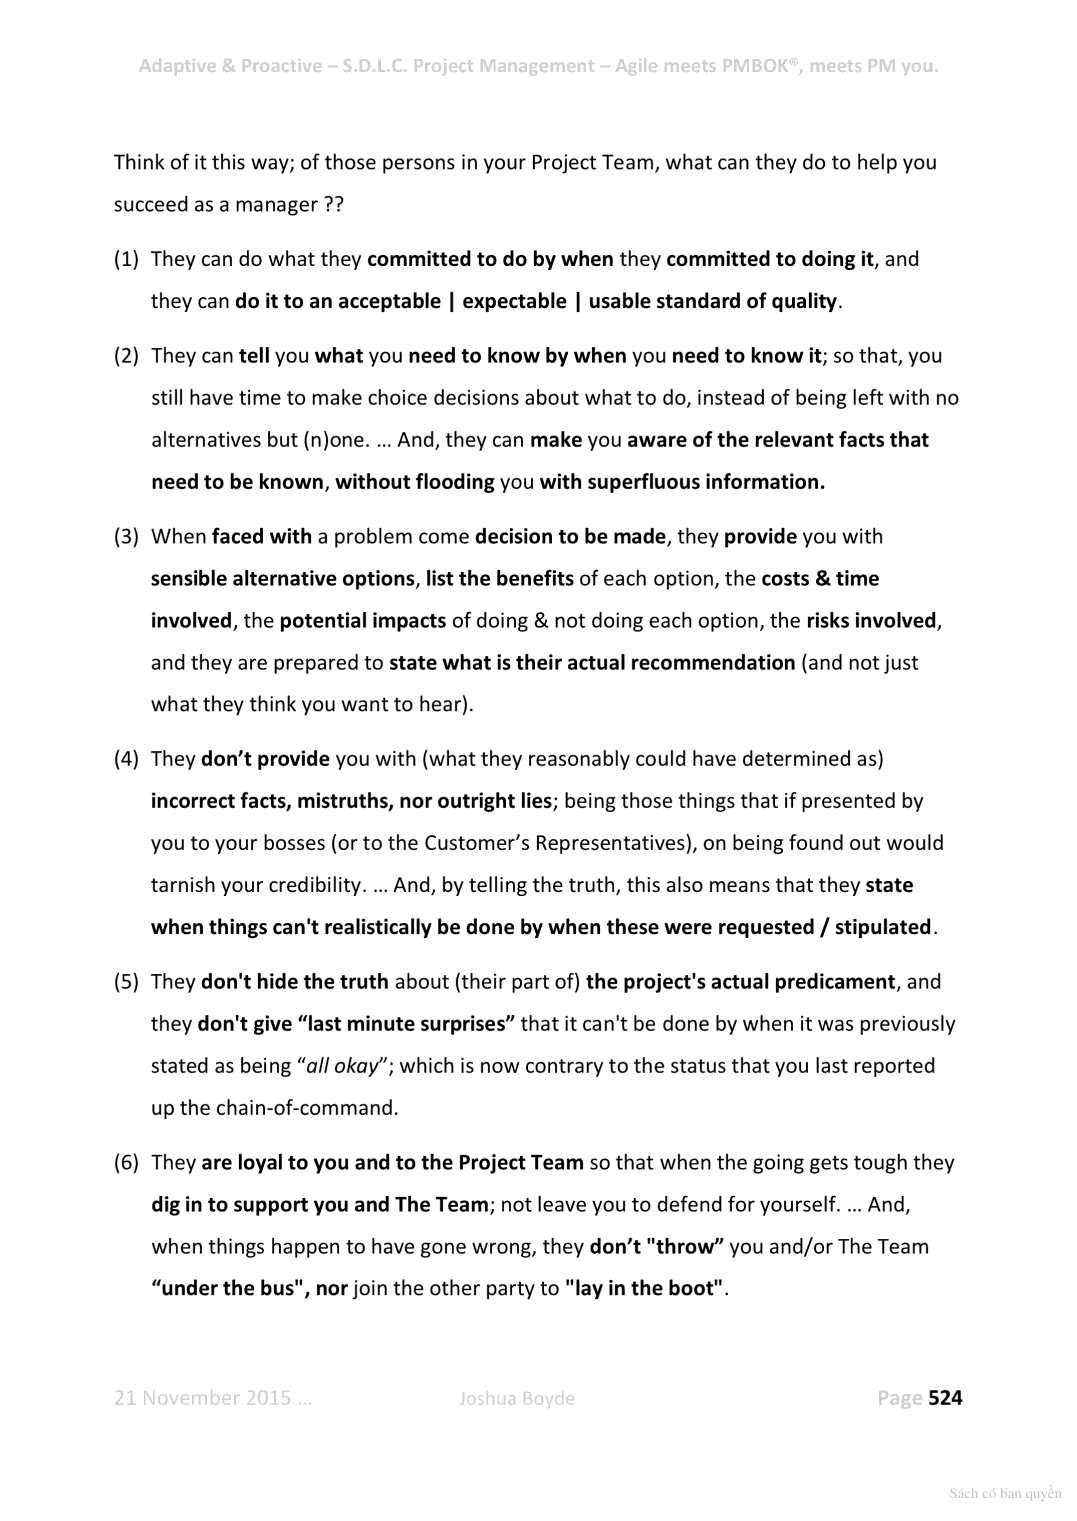 Adaptive & Proactive – S.D.L.C. Project Management – Agile meets PMBOK®, meets PM you.
Think of it this way; of those persons in your Project Team, what can they do to help you
succeed as a manager ??
(1) They can do what they committed to do by when they committed to doing it, and
they can do it to an acceptable | expectable | usable standard of quality.
(2) They can tell you what you need to know by when you need to know it; so that, you
still have time to make choice decisions about what to do, instead of being left with no
alternatives but (n)one. … And, they can make you aware of the relevant facts that
need to be known, without flooding you with superfluous information.
(3) When faced with a problem come decision to be made, they provide you with
sensible alternative options, list the benefits of each option, the costs & time
involved, the potential impacts of doing & not doing each option, the risks involved,
and they are prepared to state what is their actual recommendation (and not just
what they think you want to hear).
(4) They don’t provide you with (what they reasonably could have determined as)
incorrect facts, mistruths, nor outright lies; being those things that if presented by
you to your bosses (or to the Customer’s Representatives), on being found out would
tarnish your credibility. … And, by telling the truth, this also means that they state
when things can't realistically be done by when these were requested / stipulated.
(5) They don't hide the truth about (their part of) the project's actual predicament, and
they don't give “last minute surprises” that it can't be done by when it was previously
stated as being “all okay”; which is now contrary to the status that you last reported
up the chain-of-command.
(6) They are loyal to you and to the Project Team so that when the going gets tough they
dig in to support you and The Team; not leave you to defend for yourself. … And,
when things happen to have gone wrong, they don’t "throw” you and/or The Team
“under the bus", nor join the other party to "lay in the boot".
21 November 2015 … Joshua Boyde Page 524
Sách có bản quyền